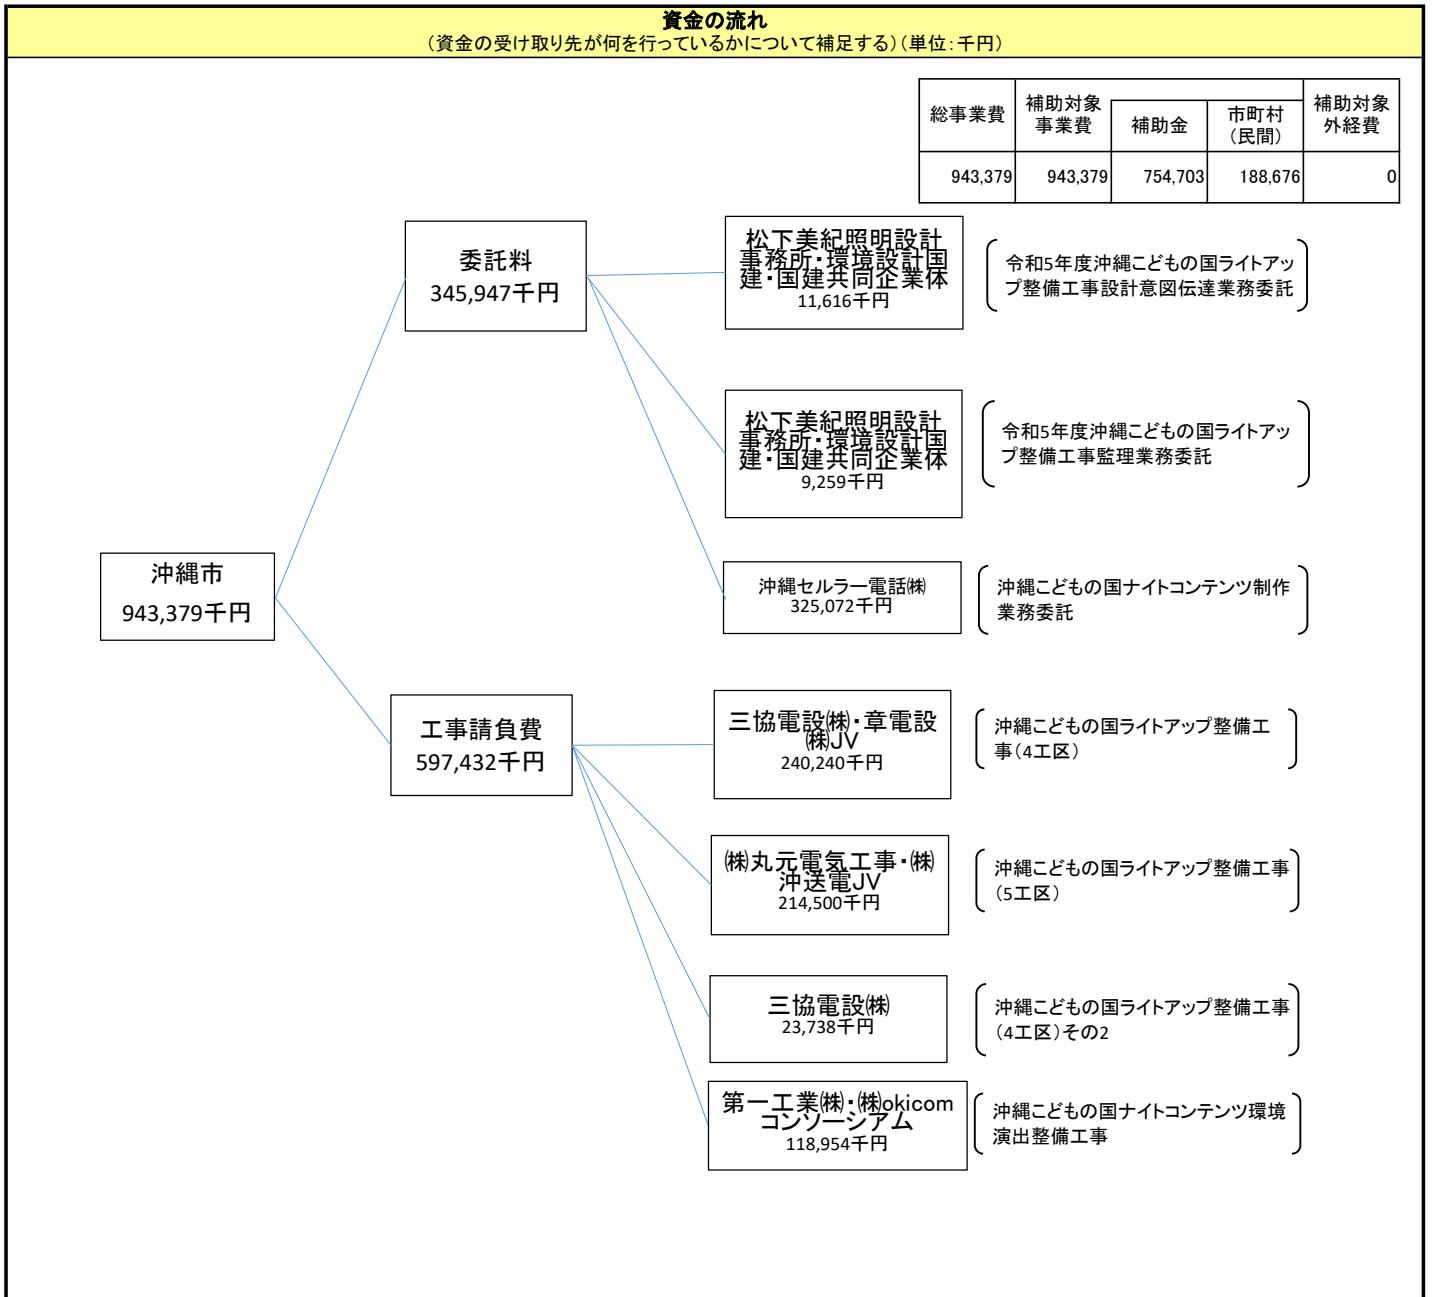 資金の流れ
（資金の受け取り先が何を行っているかについて補足する）（単位：千円）
総事業費
補助対象
事業費
補助金
市町村
（民間）
補助対象
外経費
943,379
943,379
754,703
188,676
0
委託料
345,947千円
松下美紀照明設計
事務所・環境設計国
建・国建共同企業体
11,616千円
令和5年度沖縄こどもの国ライトアッ
プ整備工事設計意図伝達業務委託
松下美紀照明設計
事務所・環境設計国
建・国建共同企業体
9,259千円
令和5年度沖縄こどもの国ライトアッ
プ整備工事監理業務委託
沖縄市
943,379千円
沖縄セルラー電話㈱
325,072千円
沖縄こどもの国ナイトコンテンツ制作
業務委託
工事請負費
597,432千円
三協電設㈱・章電設
㈱JV
240,240千円
沖縄こどもの国ライトアップ整備工
事（4工区）
㈱丸元電気工事・㈱
沖送電JV
214,500千円
沖縄こどもの国ライトアップ整備工事
（5工区）
三協電設㈱
23,738千円
沖縄こどもの国ライトアップ整備工事
（4工区）その2
第一工業㈱・㈱okicom
コンソーシアム
118,954千円
沖縄こどもの国ナイトコンテンツ環境
演出整備工事